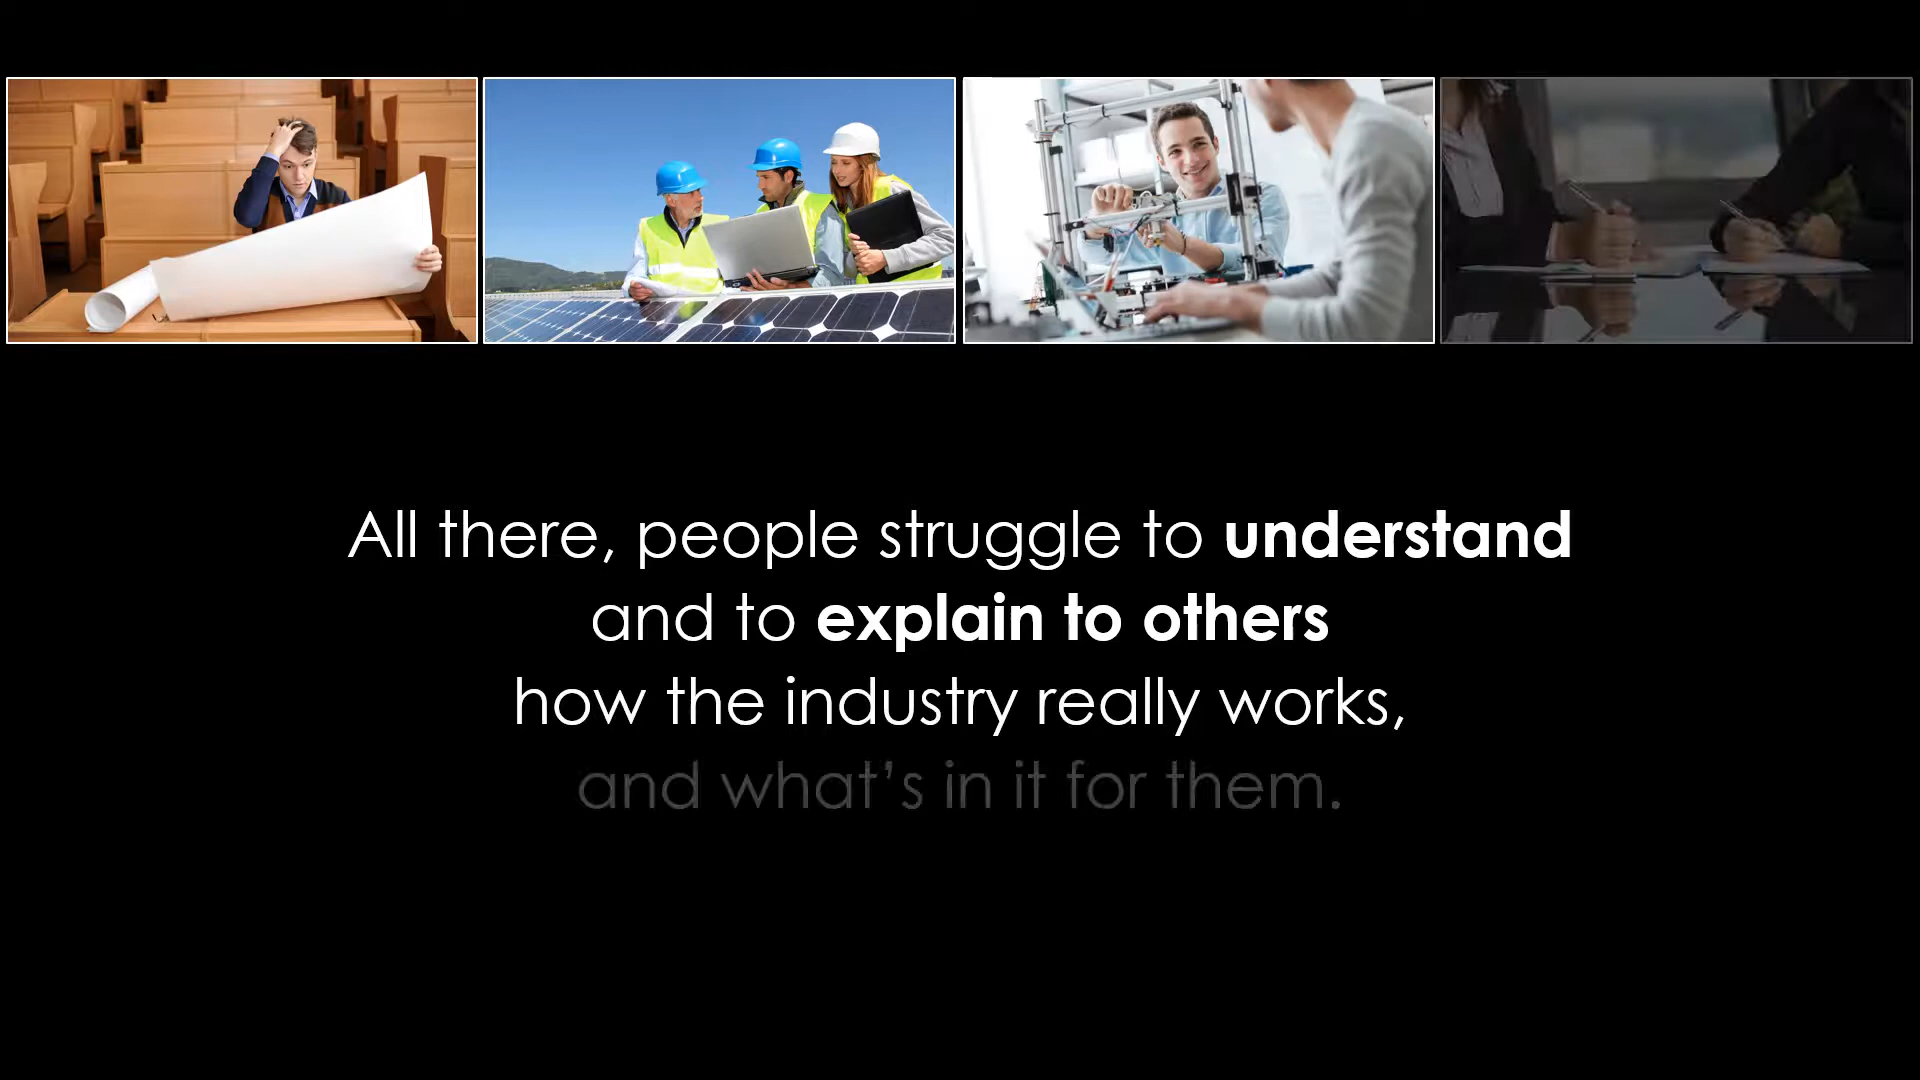 All there, people struggle to understand
and to explain to others
how the industry really works,
and what’s in it for them.